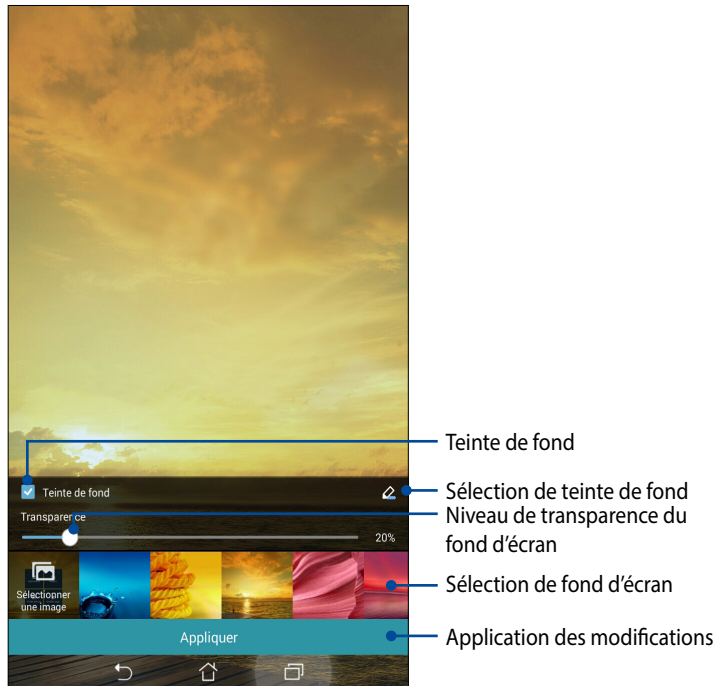 Teinte de fond
Teinte de fond
Sélection de teinte de fond
Transparence
Niveau de transparence du
fond d'écran
20%
Sélectionner
une image
Sélection de fond d'écran
Appliquer
Application des modifications